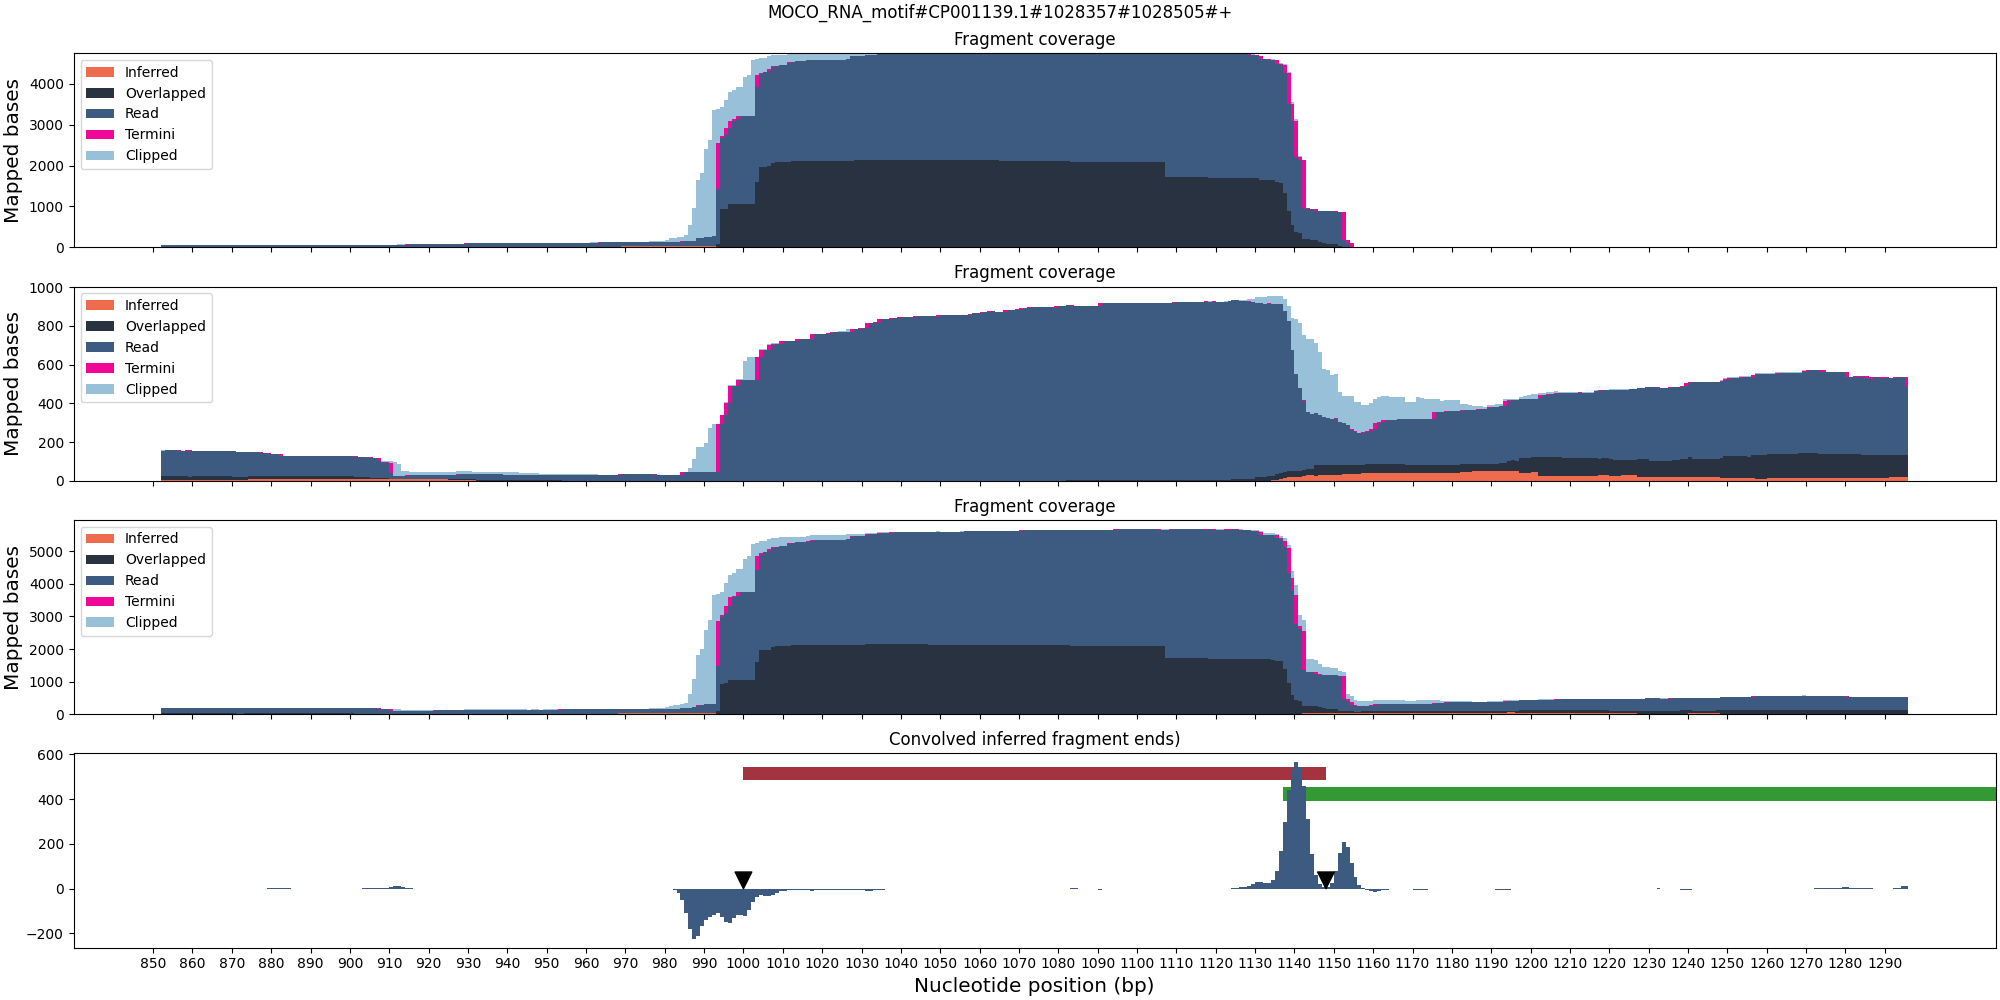 MOCO_RNA_motif#CP001139.1#1028357#1028505#+
Fragment coverage
Mapped bases
4000
3000
2000
1000
0
Inferred
Overlapped
Read
Termini
Clipped
Fragment coverage
Mapped bases
1000
800
600
400
200
0
Inferred
Overlapped
Read
Termini
Clipped
Fragment coverage
Mapped bases
5000
4000
3000
2000
1000
0
Inferred
Overlapped
Read
Termini
Clipped
Convolved inferred fragment ends)
600
400
200
0
−200
850 860 870 880 890 900 910 920 930 940 950 960 970 980 990 1000 1010 1020 1030 1040 1050 1060 1070 1080 1090 1100 1110 1120 1130 1140 1150 1160 1170 1180 1190 1200 1210 1220 1230 1240 1250 1260 1270 1280 1290
Nucleotide position (bp)